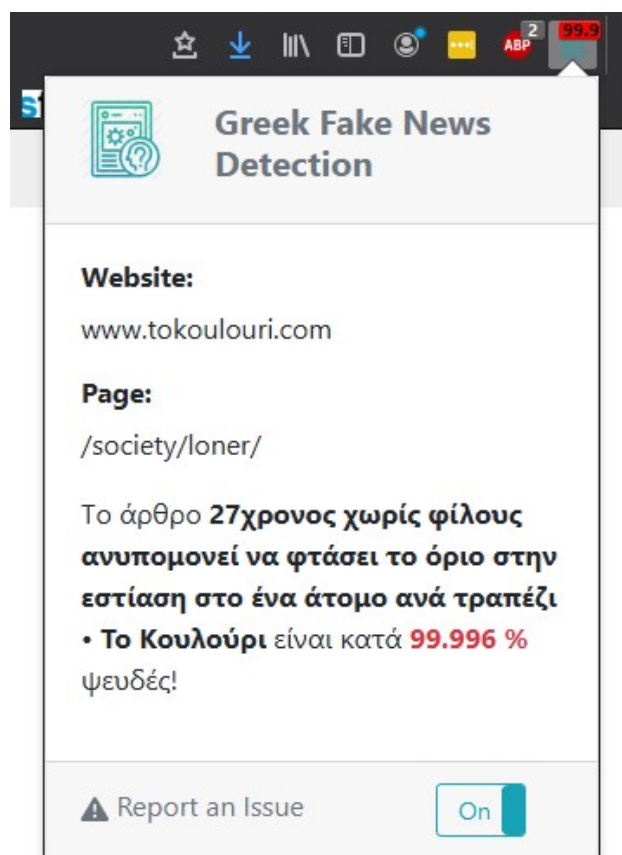 2
99.9
ABP
s
Greek Fake News
Detection
Website:
www.tokoulouri.com
Page:
/society/loner/
Το άρθρο 27χρονος χωρίς φίλους
ανυπομονεί να φτάσει το όριο στην
εστίαση στο ένα άτομο ανά τραπέζι
• Το Κουλούρι είναι κατά 99.996 %
ψευδές!
Report an Issue
On